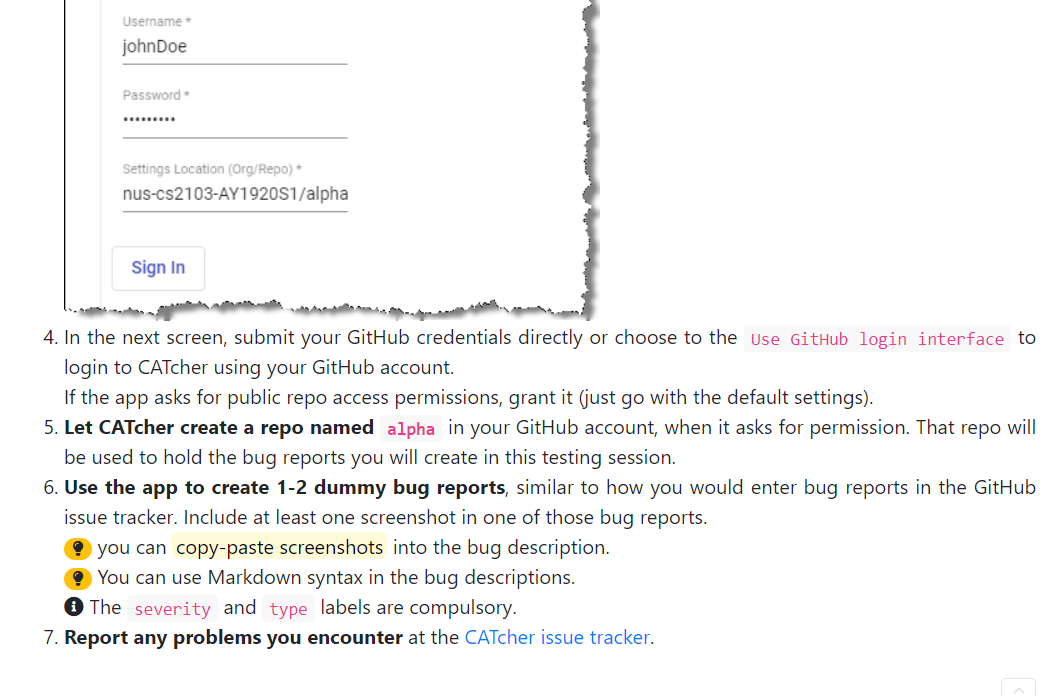 Username *
johnDoe
Password *
•••••••••
Settings Location (Org/Repo) *
nus-cs2103-AY1920S1/alpha
Sign In
4. In the next screen, submit your GitHub credentials directly or choose to the Use GitHub login interface to
login to CATcher using your GitHub account.
If the app asks for public repo access permissions, grant it (just go with the default settings).
5. Let CATcher create a repo named alpha in your GitHub account, when it asks for permission. That repo will
be used to hold the bug reports you will create in this testing session.
6. Use the app to create 1-2 dummy bug reports, similar to how you would enter bug reports in the GitHub
issue tracker. Include at least one screenshot in one of those bug reports.
you can copy-paste screenshots into the bug description.
You can use Markdown syntax in the bug descriptions.
The severity and type labels are compulsory.
7. Report any problems you encounter at the CATcher issue tracker.